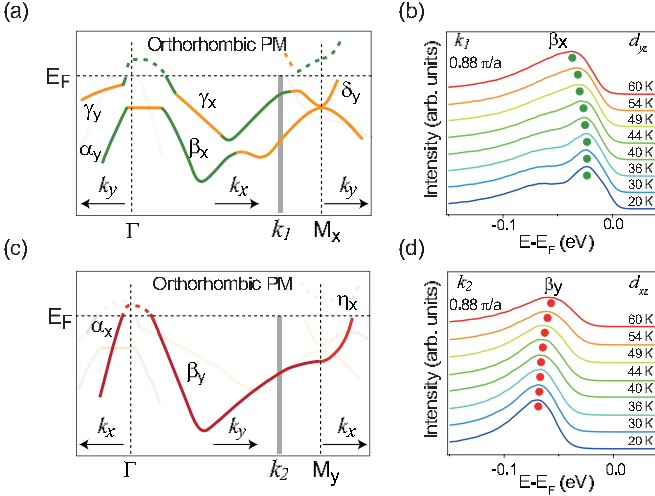 (a)
Orthorhombic PM
E_F
γ_y
α_y
γ_x
β_x
δ_y
k_y
k_x
k_y
Γ
k_1
M_x
(b)
k_1
β_x
d_yz
0.88 π/a
Intensity (arb. units)
60 K
54 K
49 K
44 K
40 K
36 K
30 K
20 K
-0.1
0.0
E-E_F (eV)
(c)
Orthorhombic PM
E_F
α_x
β_y
η_x
k_x
k_y
k_x
Γ
k_2
M_y
(d)
k_2
β_y
d_xz
0.88 π/a
Intensity (arb. units)
60 K
54 K
49 K
44 K
40 K
36 K
30 K
20 K
-0.1
0.0
E-E_F (eV)